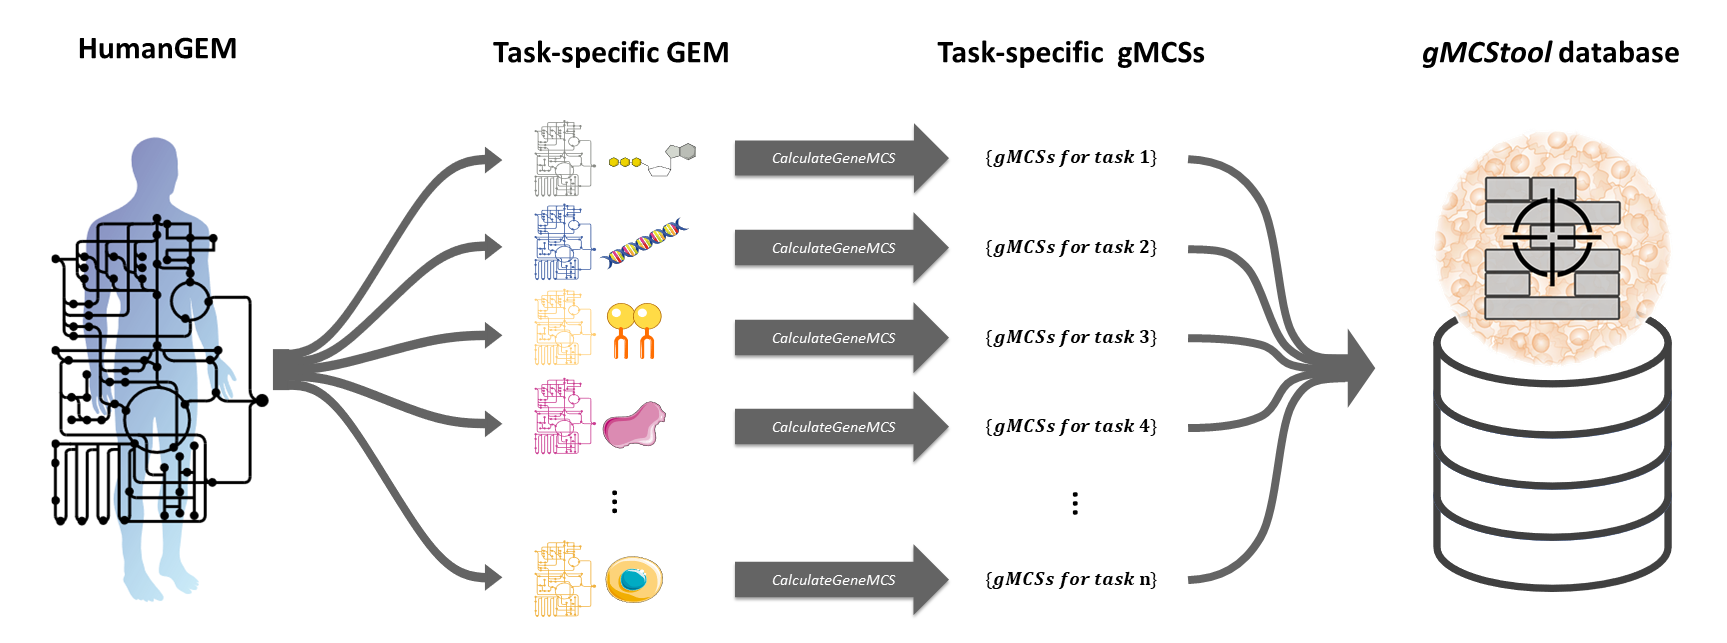 HumanGEM
Task-specific GEM
Task-specific gMCSs
gMCStool database
CalculateGeneMCS
{gMCSs for task 1}
CalculateGeneMCS
{gMCSs for task 2}
CalculateGeneMCS
{gMCSs for task 3}
CalculateGeneMCS
{gMCSs for task 4}
⋮
⋮
CalculateGeneMCS
{gMCSs for task n}